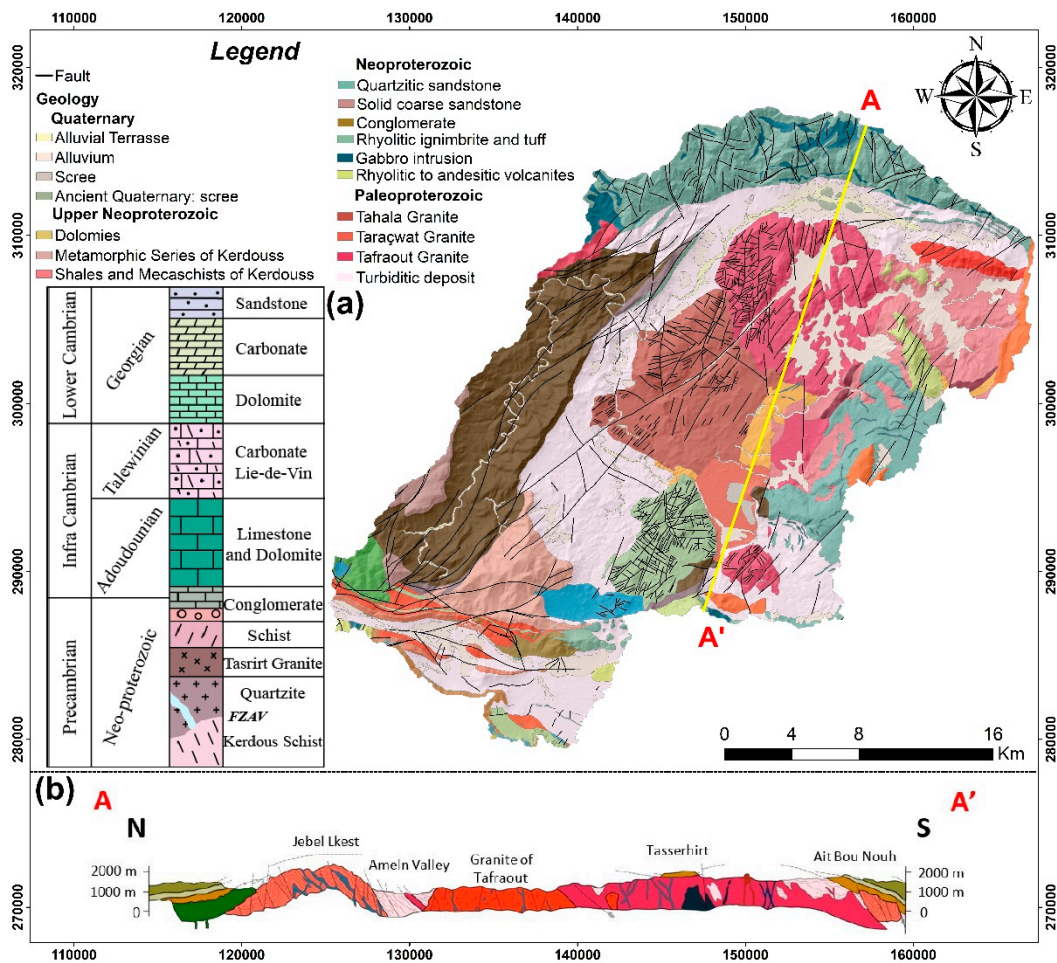 110000 120000 130000 140000 150000 160000
320000
310000
300000
290000
280000
270000
Legend
Fault
Geology
Quaternary
Alluvial Terrasse
Alluvium
Scree
Ancient Quaternary: scree
Upper Neoproterozoic
Dolomies
Metamorphic Series of Kerdouss
Shales and Mecaschists of Kerdouss
Neoproterozoic
Quartzitic sandstone
Solid coarse sandstone
Conglomerate
Rhyolitic ignimbrite and tuff
Gabbro intrusion
Rhyolitic to andesitic volcanites
Paleoproterozoic
Tahala Granite
Taraçwat Granite
Tafraout Granite
Turbiditic deposit
N
W E
S
A
A'
(a)
Lower Cambrian
Georgian
Sandstone
Carbonate
Dolomite
Infra Cambrian
Talewinian
Carbonate
Lie-de-Vin
Adoudounian
Limestone
and Dolomite
Precambrian
Neo-proterozoic
Conglomerate
Schist
Tasrirt Granite
Quartzite
FZAV
Kerdous Schist
0 4 8 16
Km
(b)
A A’
N S
Jebel Lkest
Ameln Valley
Granite of
Tafraout
Tasserhirt
Ait Bou Nouh
2000 m
1000 m
0
2000 m
1000 m
0
320000
310000
300000
290000
280000
270000
110000 120000 130000 140000 150000 160000